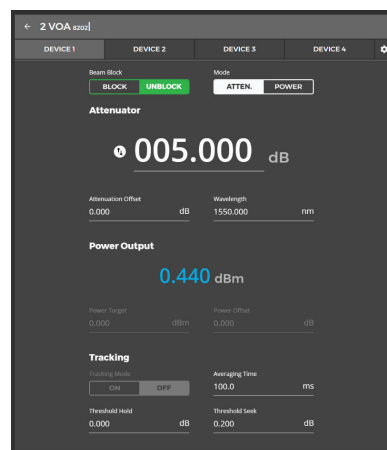 ← 2 VOA 8202
DEVICE 1 DEVICE 2 DEVICE 3 DEVICE 4
Beam Block Mode
BLOCK UNBLOCK ATTEN. POWER
Attenuator
005.000 dB
Attenuation Offset Wavelength
0.000 dB 1550.000 nm
Power Output
0.440 dBm
Power Target Power Offset
0.000 dBm 0.000 dB
Tracking
Tracking Mode Averaging Time
ON OFF 100.0 ms
Threshold Hold Threshold Seek
0.000 dB 0.200 dB